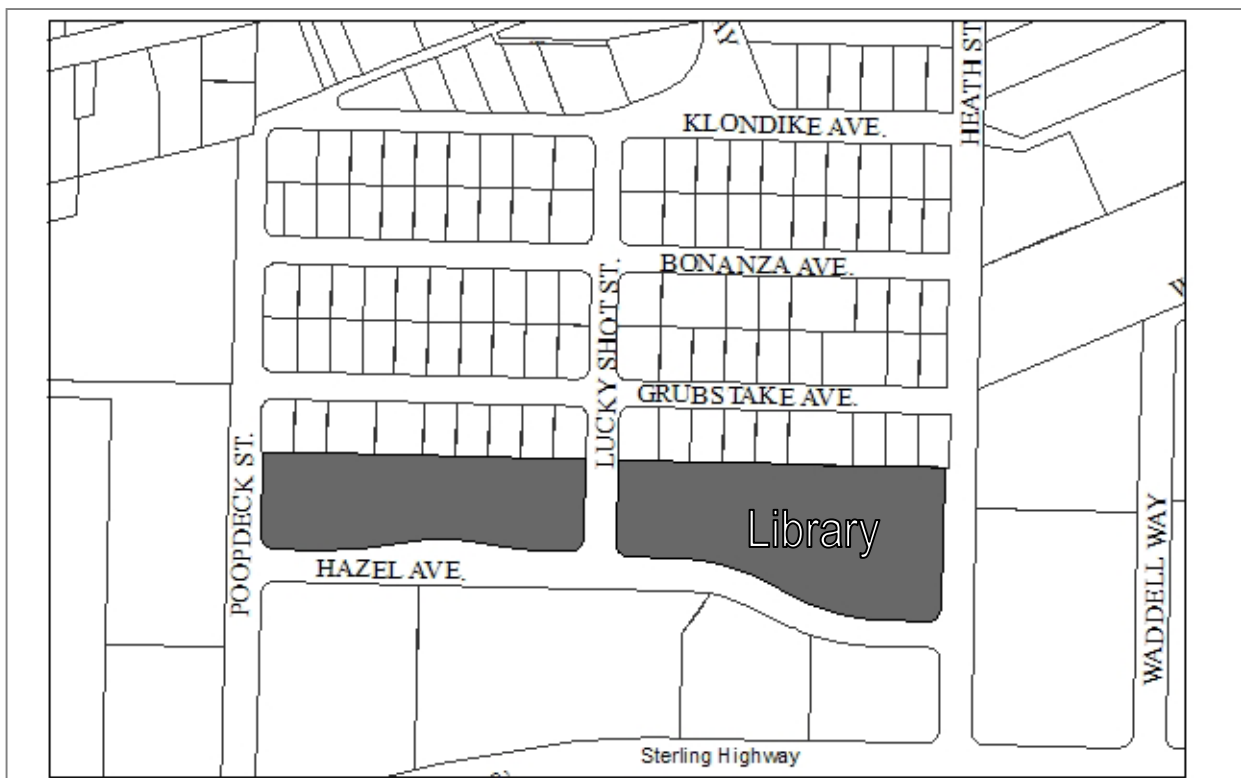 HEATH ST
KLONDIKE AVE.
BONANZA AVE.
LUCKY SHOT ST.
GRUBSTAKE AVE.
POOPDECK ST.
Library
HAZEL AVE.
WADDELL WAY
Sterling Highway